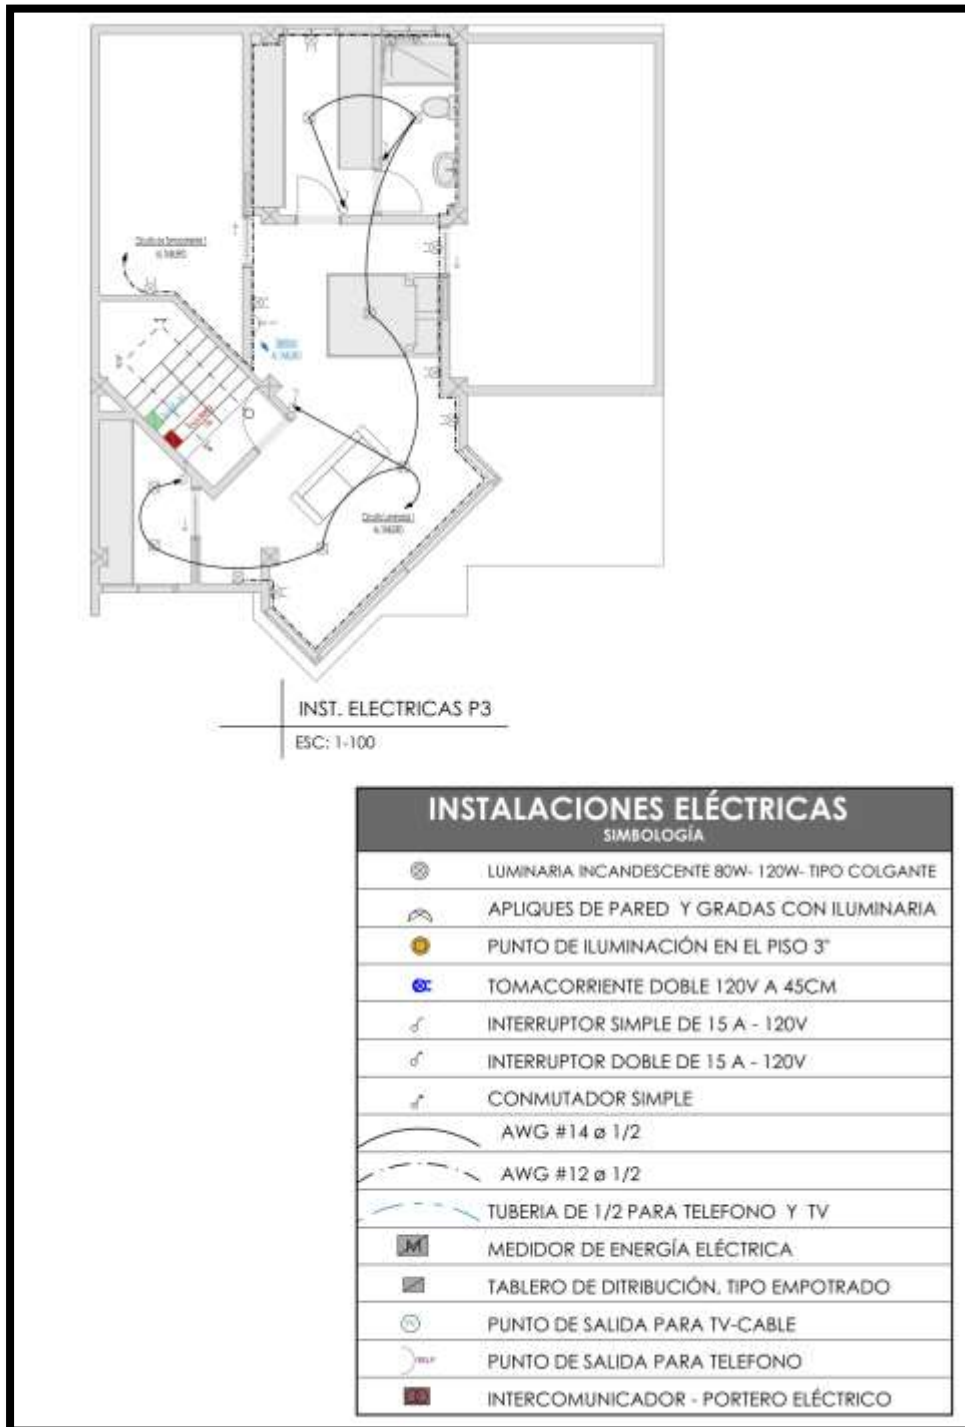 INST. ELECTRICAS P3
ESC: 1-100
INSTALACIONES ELÉCTRICAS
SIMBOLOGÍA
LUMINARIA INCANDESCENTE 80W- 120W- TIPO COLGANTE
APLIQUES DE PARED Y GRADAS CON ILUMINARIA
PUNTO DE ILUMINACIÓN EN EL PISO 3"
TOMACORRIENTE DOBLE 120V A 45CM
INTERRUPTOR SIMPLE DE 15 A - 120V
INTERRUPTOR DOBLE DE 15 A - 120V
CONMUTADOR SIMPLE
AWG #14 ø 1/2
AWG #12 ø 1/2
TUBERIA DE 1/2 PARA TELEFONO Y TV
M MEDIDOR DE ENERGÍA ELÉCTRICA
TABLERO DE DITRIBUCIÓN, TIPO EMPOTRADO
PUNTO DE SALIDA PARA TV-CABLE
PUNTO DE SALIDA PARA TELEFONO
INTERCOMUNICADOR - PORTERO ELÉCTRICO